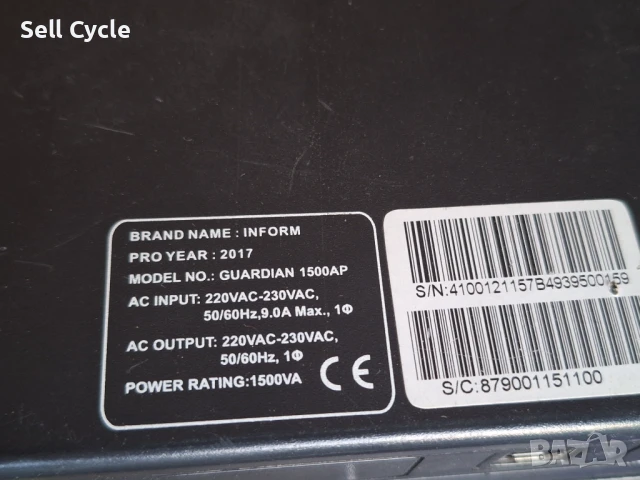 Sell Cycle
BRAND NAME : INFORM
PRO YEAR : 2017
MODEL NO.: GUARDIAN 1500AP
AC INPUT: 220VAC-230VAC,
50/60Hz,9.0A Max., 1Φ
AC OUTPUT: 220VAC-230VAC,
50/60Hz, 1Φ
POWER RATING:1500VA
CE
S/N:4100121157B4939500159
S/C:879001151100
BAZAR